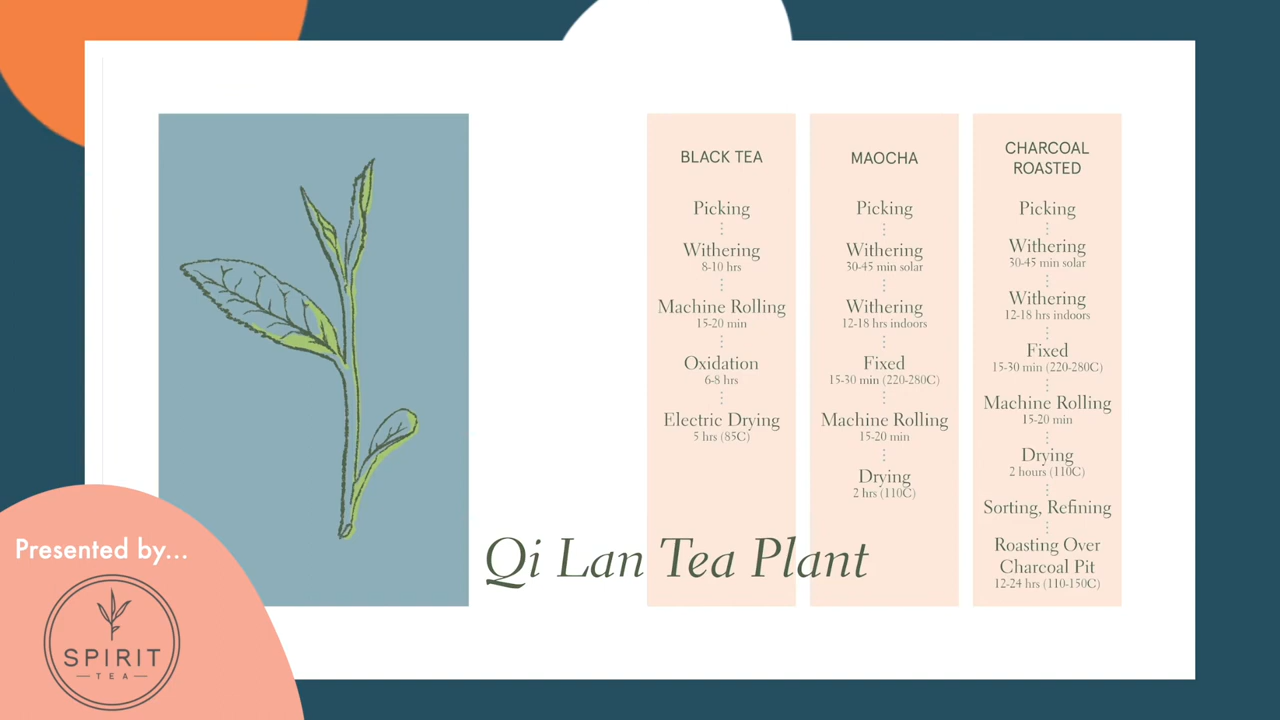 BLACK TEA
Picking
Withering
8-10 hrs
Machine Rolling
15-20 min
Oxidation
6-8 hrs
Electric Drying
5 hrs (85C)
MAOCHA
Picking
Withering
30-45 min solar
Withering
12-18 hrs indoors
Fixed
15-30 min (220-280C)
Machine Rolling
15-20 min
Drying
2 hrs (110C)
CHARCOAL
ROASTED
Picking
Withering
30-45 min solar
Withering
12-18 hrs indoors
Fixed
15-30 min (220-280C)
Machine Rolling
15-20 min
Drying
2 hours (110C)
Sorting, Refining
Roasting Over
Charcoal Pit
12-24 hrs (110-150C)
Qi Lan Tea Plant
Presented by...
SPIRIT
TEA